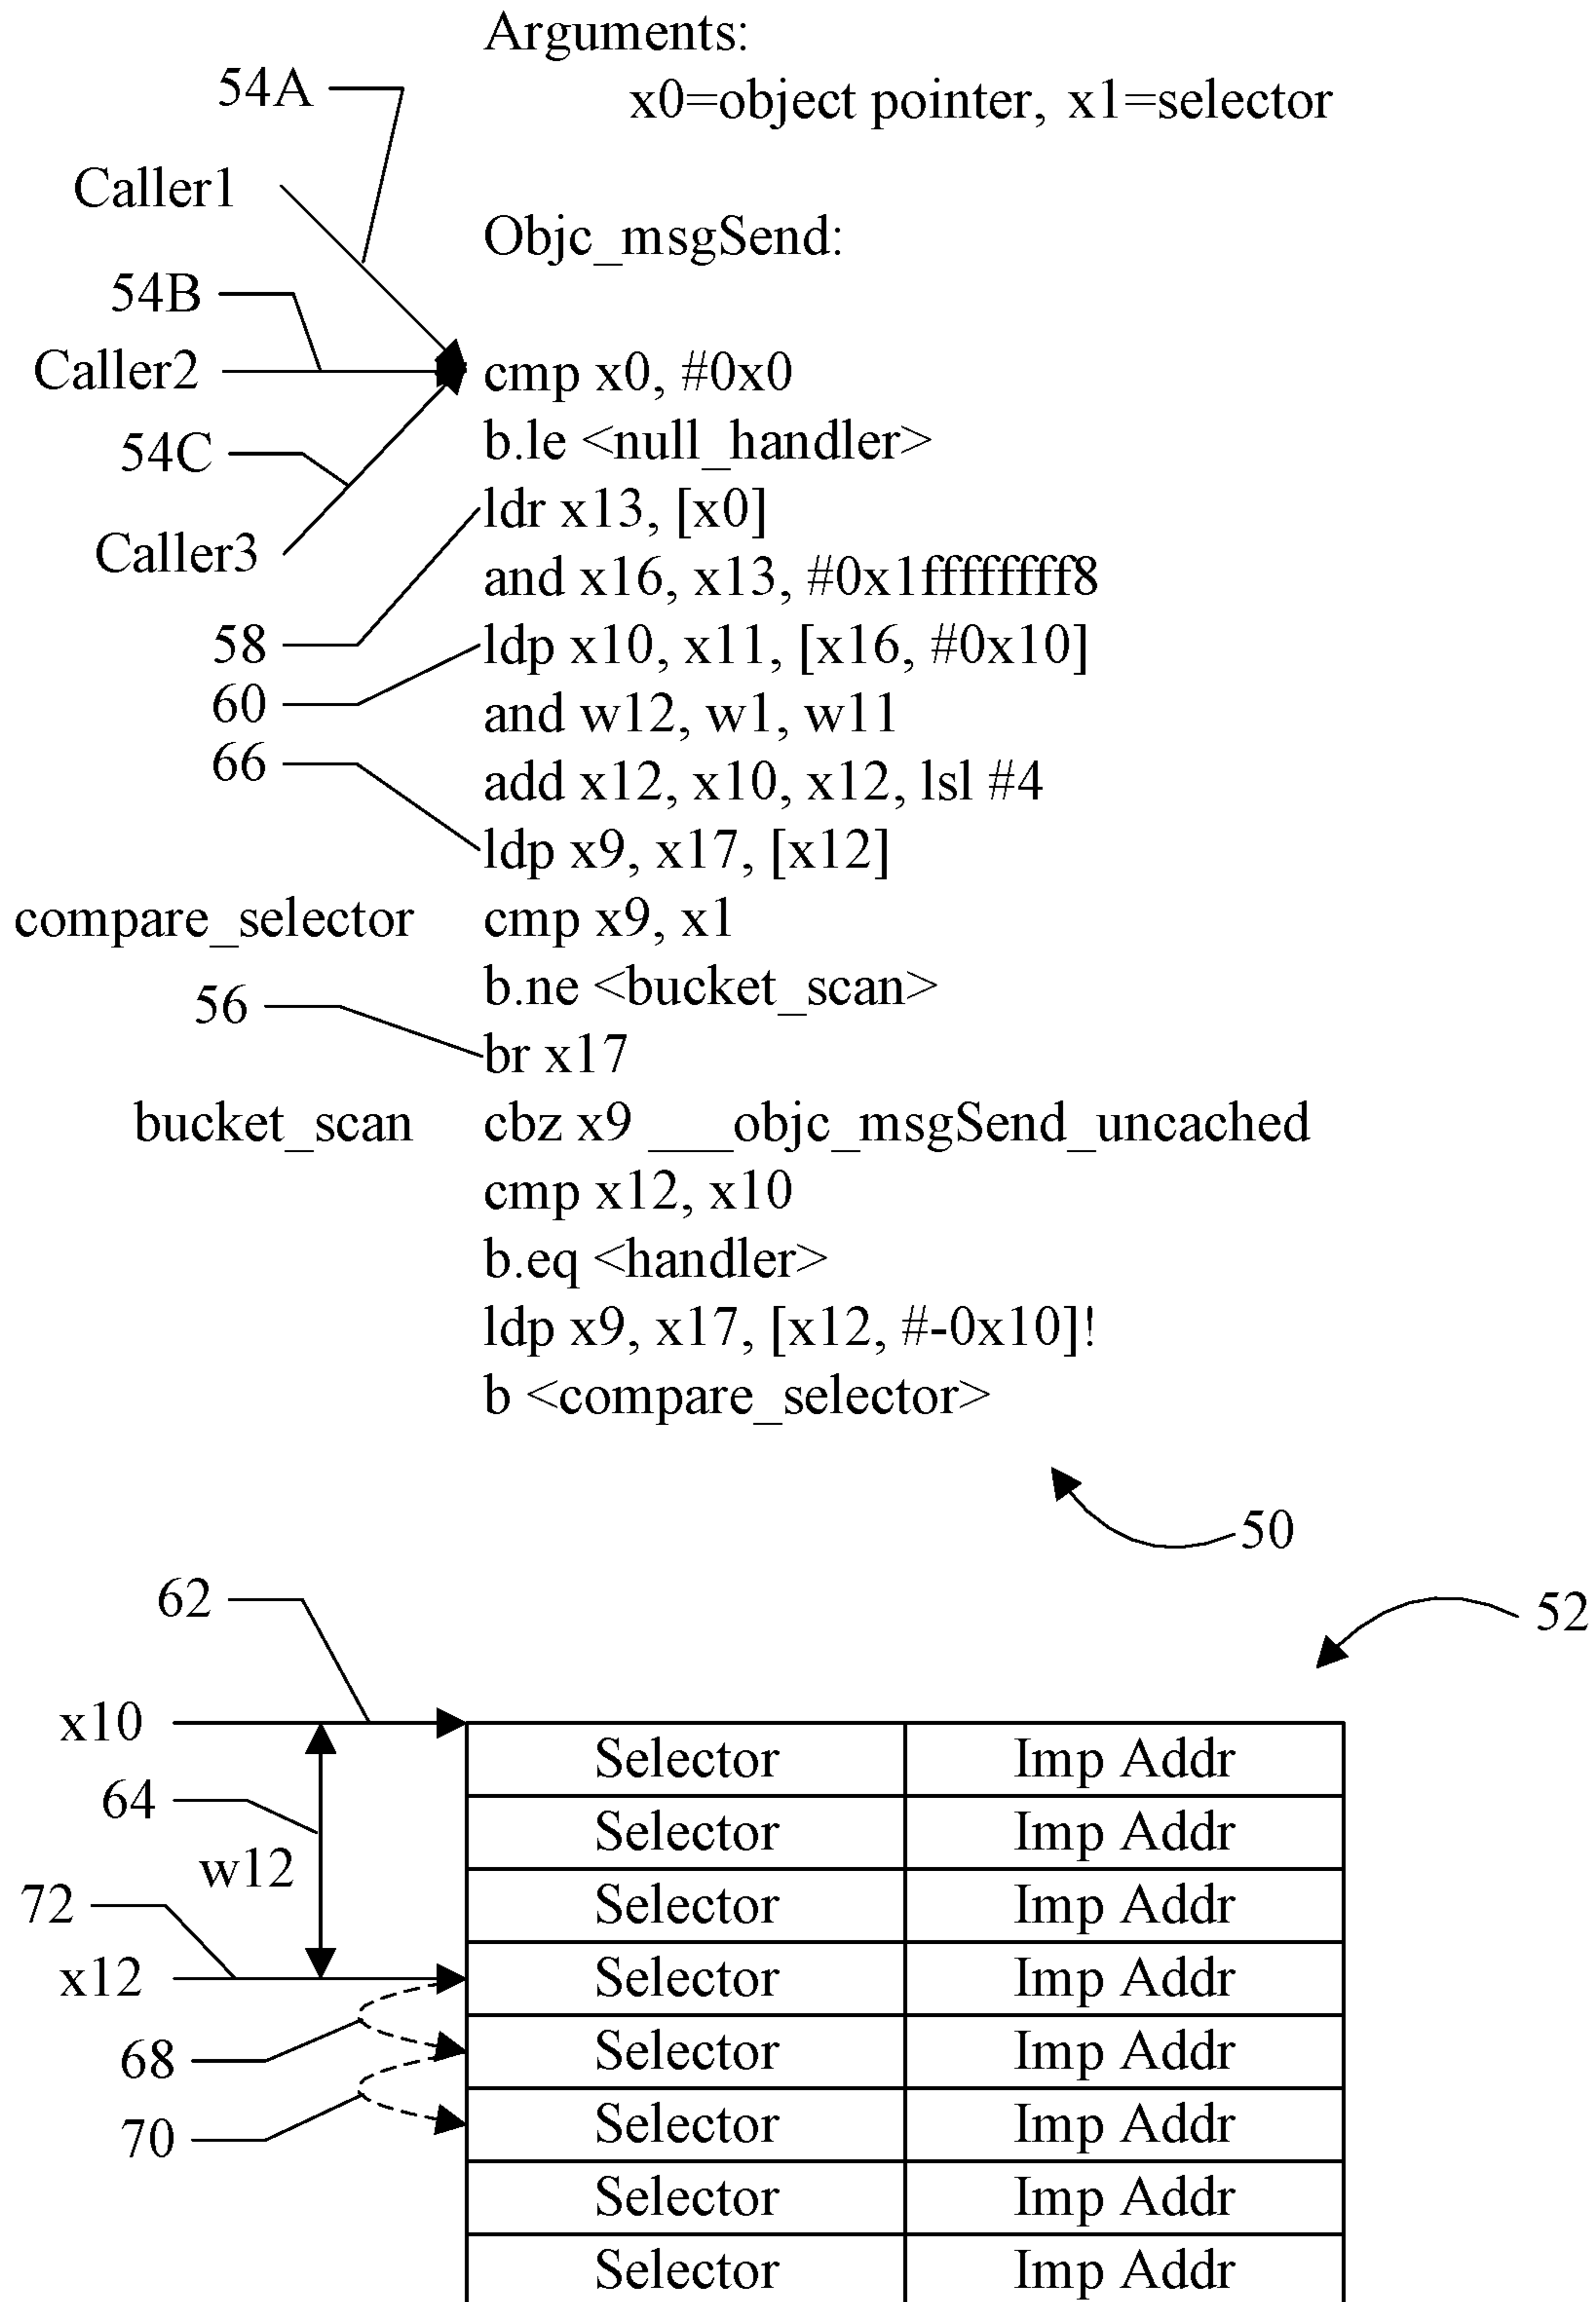 Arguments:
x0=object pointer, x1=selector
54A
Caller1
Objc_msgSend:
54B
Caller2
cmp x0, #0x0
b.le <null_handler>
54C
ldr x13, [x0]
Caller3
and x16, x13, #0x1ffffffff8
58
ldp x10, x11, [x16, #0x10]
60
and w12, w1, w11
66
add x12, x10, x12, lsl #4
ldp x9, x17, [x12]
compare_selector cmp x9, x1
b.ne <bucket_scan>
56
br x17
bucket_scan cbz x9 ___objc_msgSend_uncached
cmp x12, x10
b.eq <handler>
ldp x9, x17, [x12, #-0x10]!
b <compare_selector>
50
62
52
x10
Selector Imp Addr
64
Selector Imp Addr
w12
Selector Imp Addr
72
x12
Selector Imp Addr
68
Selector Imp Addr
70
Selector Imp Addr
Selector Imp Addr
Selector Imp Addr